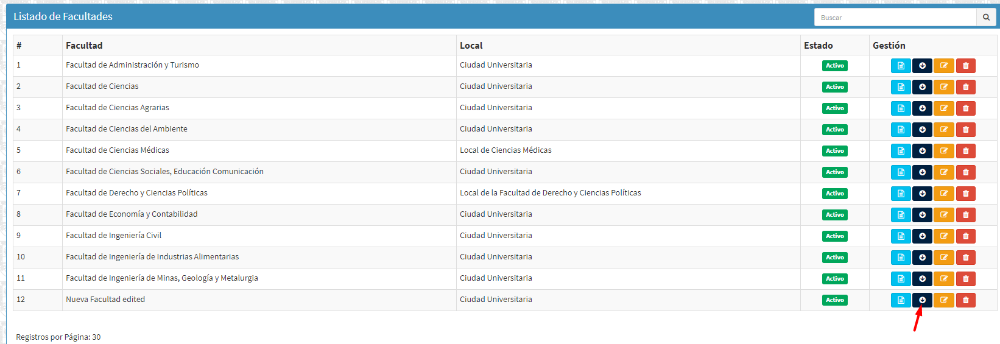 Listado de Facultades
Buscar
# Facultad Local Estado Gestión
1 Facultad de Administración y Turismo Ciudad Universitaria Activo
2 Facultad de Ciencias Ciudad Universitaria Activo
3 Facultad de Ciencias Agrarias Ciudad Universitaria Activo
4 Facultad de Ciencias del Ambiente Ciudad Universitaria Activo
5 Facultad de Ciencias Médicas Local de Ciencias Médicas Activo
6 Facultad de Ciencias Sociales, Educación Comunicación Ciudad Universitaria Activo
7 Facultad de Derecho y Ciencias Políticas Local de la Facultad de Derecho y Ciencias Políticas Activo
8 Facultad de Economía y Contabilidad Ciudad Universitaria Activo
9 Facultad de Ingeniería Civil Ciudad Universitaria Activo
10 Facultad de Ingeniería de Industrias Alimentarias Ciudad Universitaria Activo
11 Facultad de Ingeniería de Minas, Geología y Metalurgia Ciudad Universitaria Activo
12 Nueva Facultad edited Ciudad Universitaria Activo
Registros por Página: 30